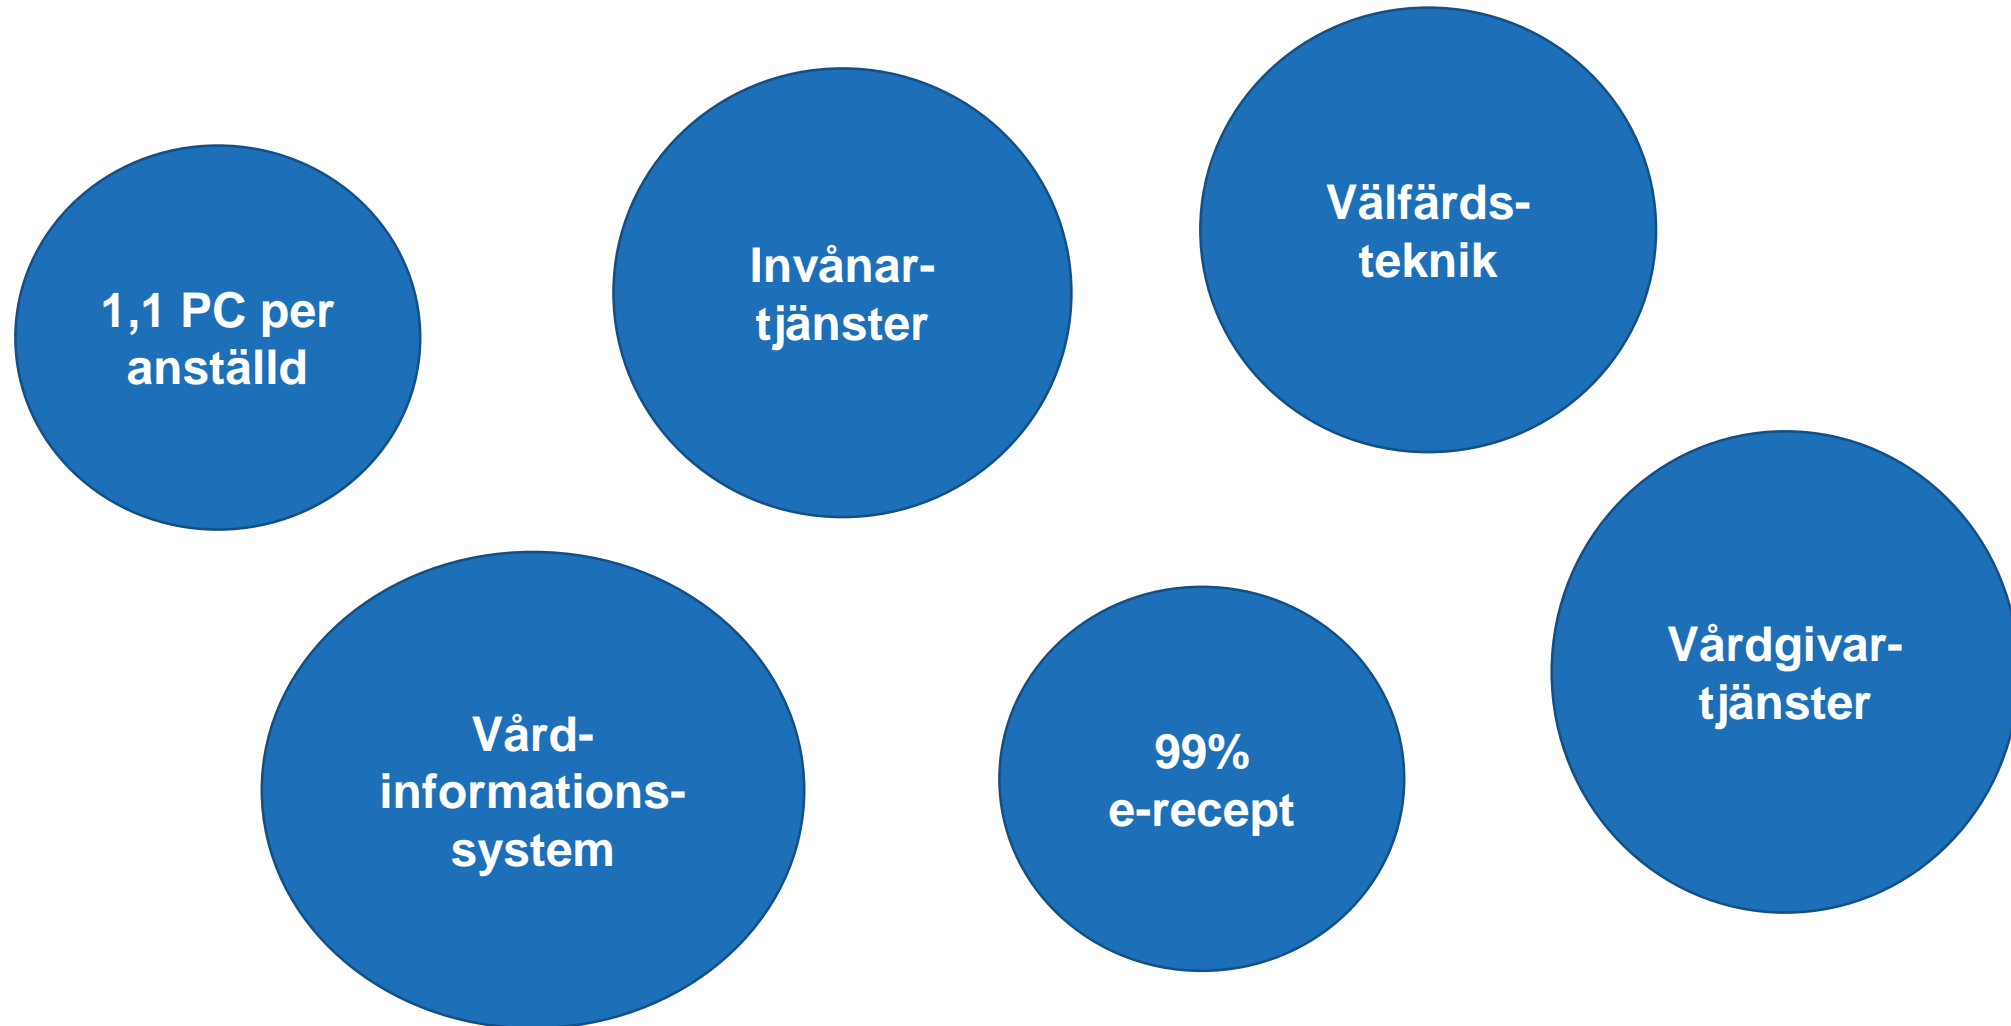 1,1 PC per
anställd
Invånar-
tjänster
Välfärds-
teknik
Vård-
informations-
system
99%
e-recept
Vårdgivar-
tjänster